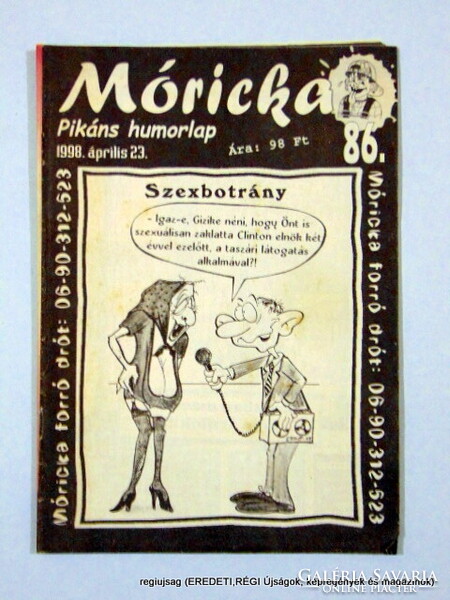 Móricka
Pikáns humorlap
1998. április 23.
Ára: 98 Ft
86.
Móricka forró drót: 06-90-312-523
Szexbotrány
- Igaz-e, Gizike néni, hogy Önt is
szexuálisan zaklatta Clinton elnök két
évvel ezelőtt, a taszári látogatás
alkalmával?!
Móricka forró drót: 06-90-312-523
regiujsag (EREDETI,RÉGI Újságok, képregények és magazinok)
GALÉRIA SAVARIA
ONLINE PIACTÉR